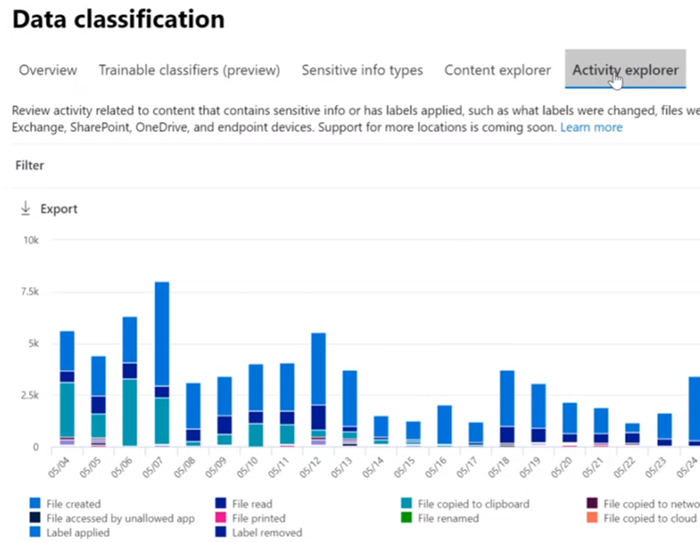 Data classification
Overview Trainable classifiers (preview) Sensitive info types Content explorer Activity explorer
Review activity related to content that contains sensitive info or has labels applied, such as what labels were changed, files we
Exchange, SharePoint, OneDrive, and endpoint devices. Support for more locations is coming soon. Learn more
Filter
Export
10k
7.5k
5k
2.5k
0
05/04 05/05 05/06 05/07 05/08 05/09 05/10 05/11 05/12 05/13 05/14 05/15 05/16 05/17 05/18 05/19 05/20 05/21 05/22 05/23 05/24
File created File read File copied to clipboard File copied to netwo
File accessed by unallowed app File printed File renamed File copied to cloud
Label applied Label removed